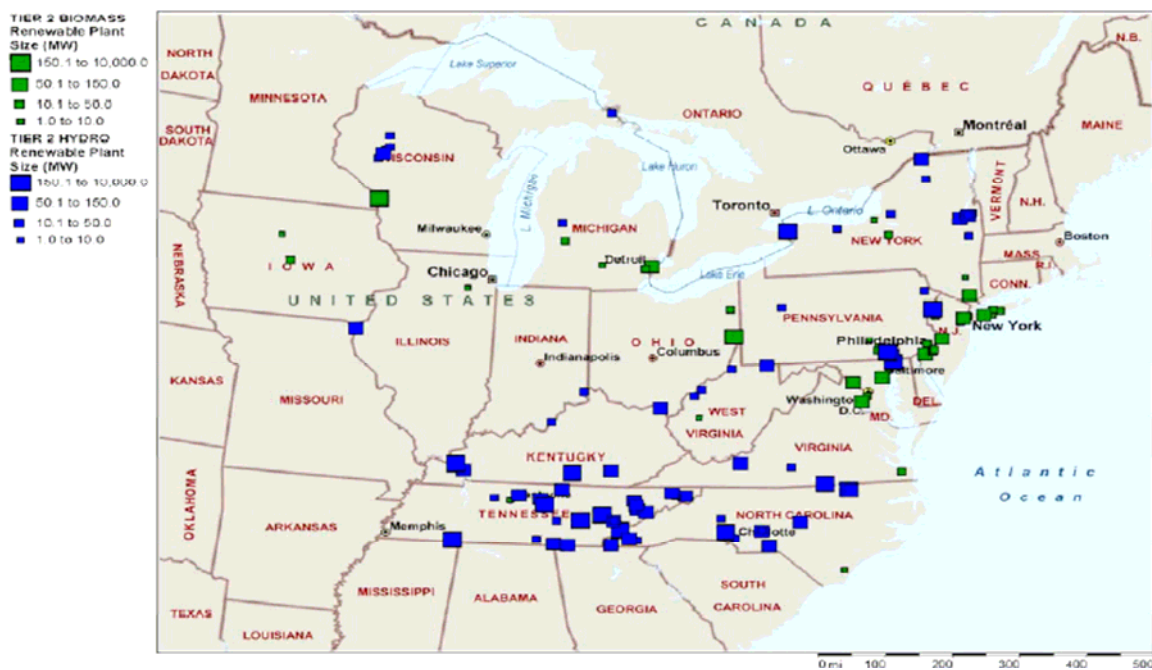 TIER 2 BIOMASS
Renewable Plant
Size (MW)
150.1 to 10,000.0
50.1 to 150.0
10.1 to 50.0
1.0 to 10.0
TIER 2 HYDRO
Renewable Plant
Size (MW)
150.1 to 10,000.0
50.1 to 150.0
10.1 to 50.0
1.0 to 10.0
CANADA
N.B.
NORTH
DAKOTA
Lake Superior
QUÉBEC
MINNESOTA
ONTARIO
Montréal
MAINE
SOUTH
DAKOTA
Ottawa
WISCONSIN
Lake Huron
VERMONT
L. Michigan
N.H.
Toronto
L. Ontario
Milwaukee
MICHIGAN
NEW YORK
Boston
NEBRASKA
IOWA
Detroit
MASS
Chicago
Lake Erie
R.I.
CONN.
UNITED STATES
PENNSYLVANIA
N.J.
New York
ILLINOIS
INDIANA
OHIO
Philadelphia
Indianapolis
Columbus
Baltimore
KANSAS
MISSOURI
Washington
D.C.
DEL.
MD.
WEST
VIRGINIA
VIRGINIA
KENTUCKY
Atlantic
Ocean
OKLAHOMA
TENNESSEE
NORTH CAROLINA
ARKANSAS
Memphis
Charlotte
MISSISSIPPI
ALABAMA
GEORGIA
SOUTH
CAROLINA
TEXAS
LOUISIANA
0 mi 100 200 300 400 500